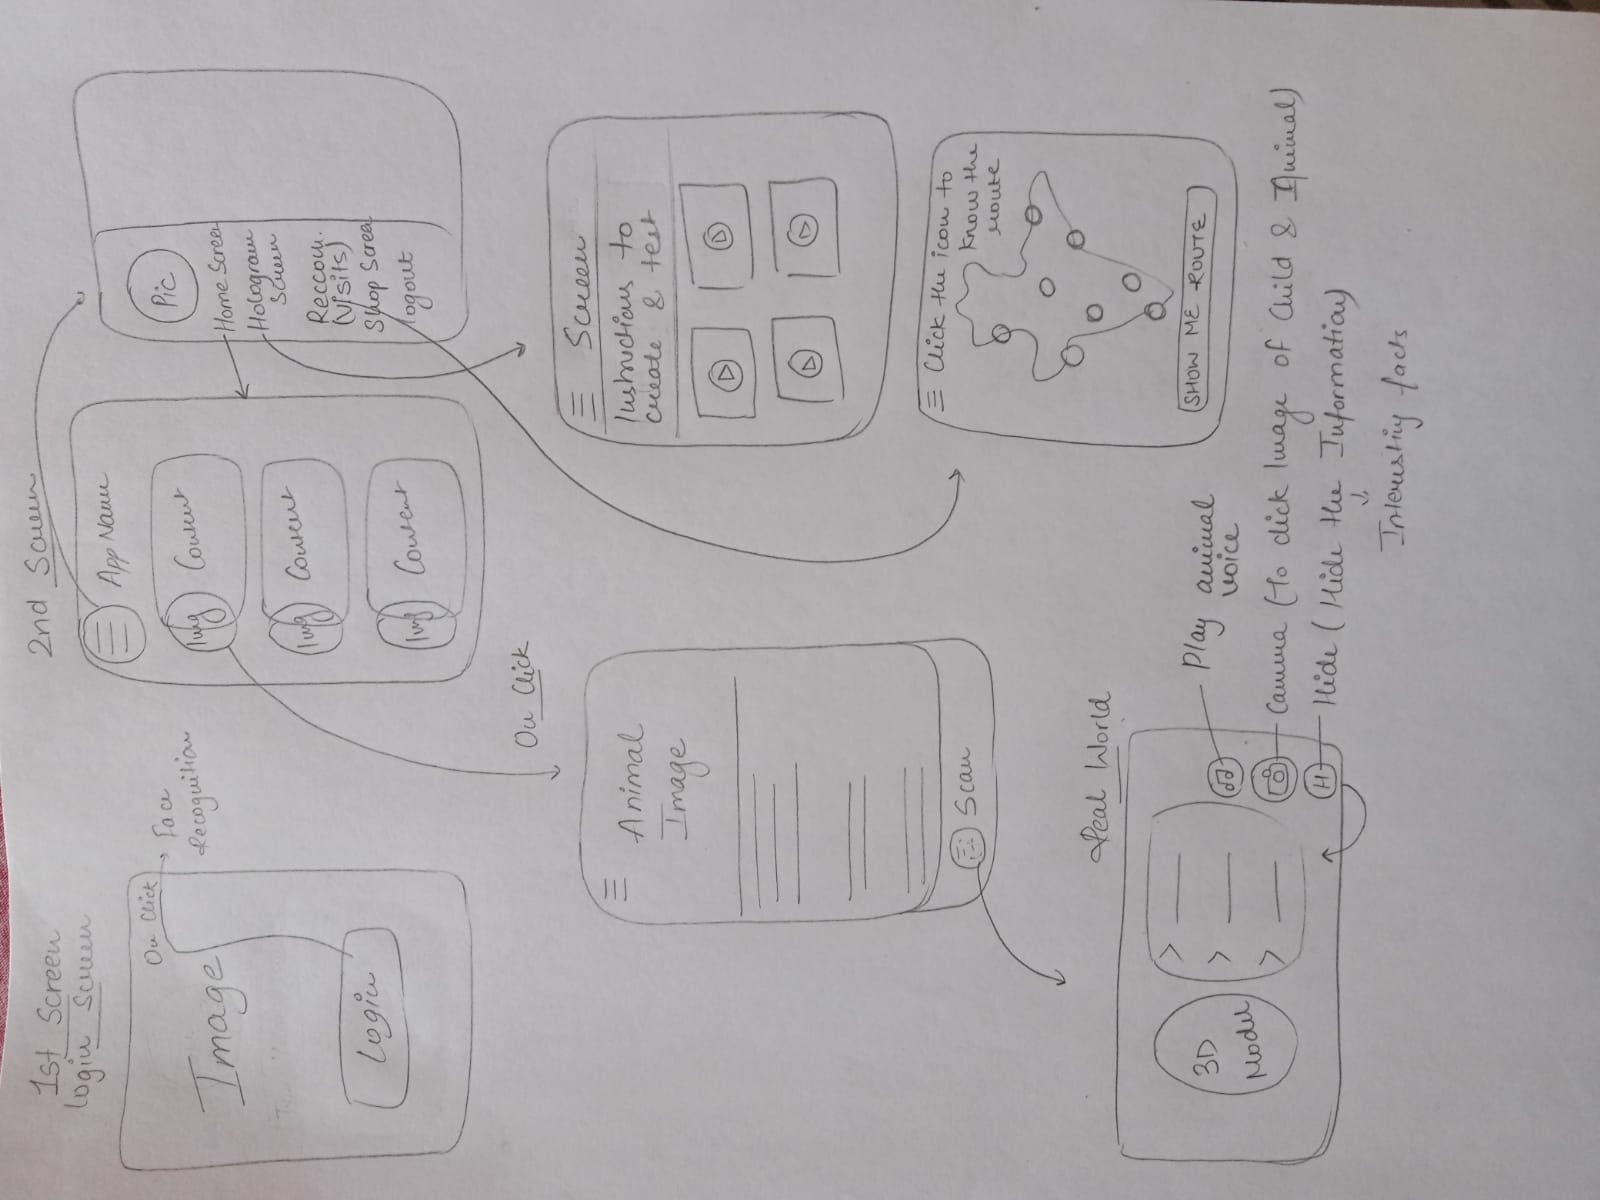 1st Screen
Login Screen
On Click
Face
Recognition
Image
Login
2nd Screen
App Name
Img
Content
Img
Content
Img
Content
Pic
Home Screen
Hologram
Screen
Reccom.
(Visits)
Shop Screen
logout
On Click
Animal
Image
Scan
Screen
Instructions to
create & test
Click the icon to
know the
route
SHOW ME ROUTE
Real World
3D
Model
Play animal
voice
Camera (To click Image of Child & Animal)
H
Hide (Hide the Information)
Interesting facts